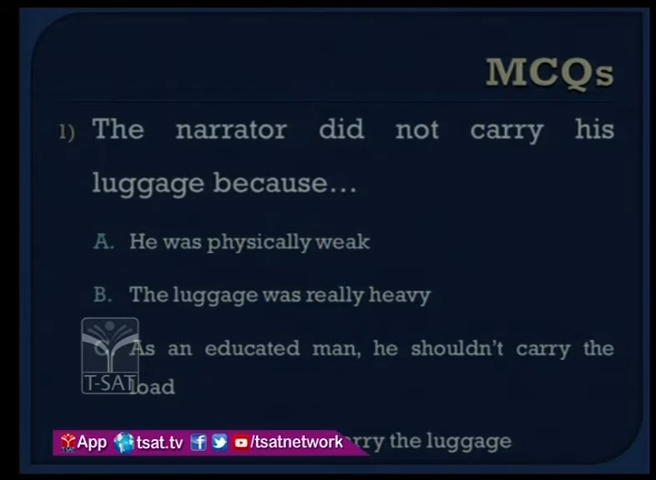 MCQs
1) The narrator did not carry his
luggage because...
A. He was physically weak
B. The luggage was really heavy
C. As an educated man, he shouldn't carry the
T-SAT load
App tsat.tv /tsatnetwork carry the luggage